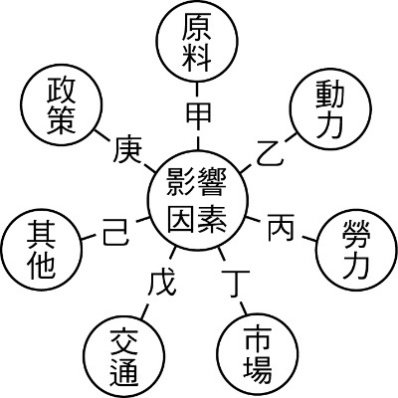 原料
甲
動力
乙
勞力
丙
市場
丁
交通
戊
其他
己
政策
庚
影響
因素